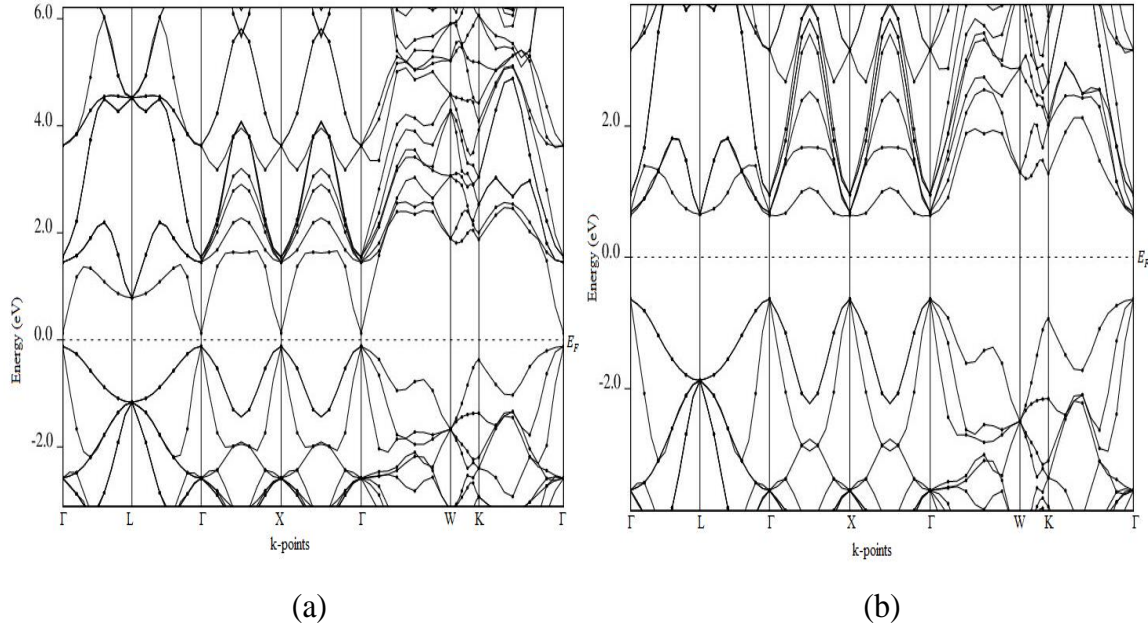 6.0
4.0
2.0
0.0
-2.0
Energy (eV)
E_F
Γ L Γ X Γ W K Γ
k-points
(a)
2.0
0.0
-2.0
Energy (eV)
E_F
Γ L Γ X Γ W K Γ
k-points
(b)